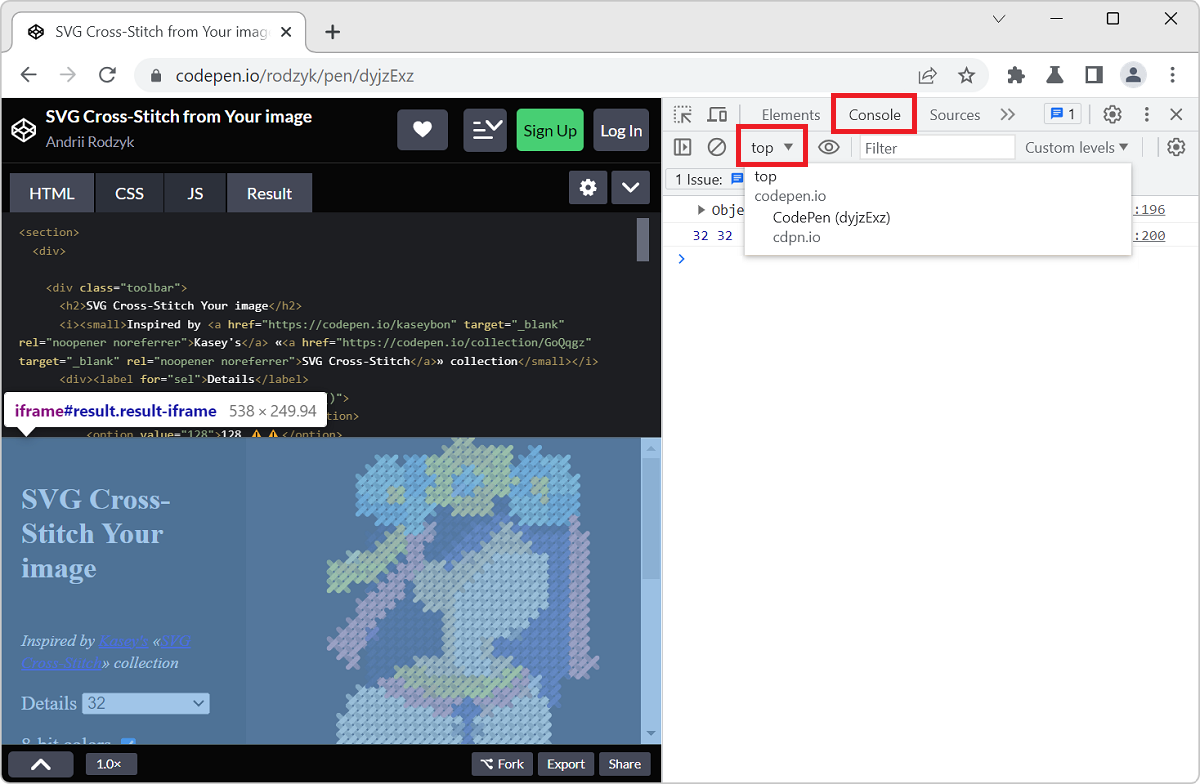 SVG Cross-Stitch from Your imag
codepen.io/rodzyk/pen/dyjzExz
SVG Cross-Stitch from Your image
Andrii Rodzyk
Sign Up
Log In
HTML
CSS
JS
Result
<section>
<div>
<div class="toolbar">
<h2>SVG Cross-Stitch Your image</h2>
<i><small>Inspired by <a href="https://codepen.io/kaseybon" target="_blank"
rel="noopener noreferrer">Kasey's</a> «<a href="https://codepen.io/collection/GoQqgz"
target="_blank" rel="noopener noreferrer">SVG Cross-Stitch</a>» collection</small></i>
<div><label for="sel">Details</label>
)">
iframe#result.result-iframe 538 × 249.94
tion>
<option value="128">128 ⚠⚠</option>
SVG Cross-
Stitch Your
image
Inspired by Kasey's «SVG
Cross-Stitch» collection
Details 32
8-bit colors
1.0×
Fork
Export
Share
Elements
Console
Sources
1
top
Filter
Custom levels
1 Issue:
top
codepen.io
CodePen (dyjzExz)
cdpn.io
Obje
:196
32 32
:200